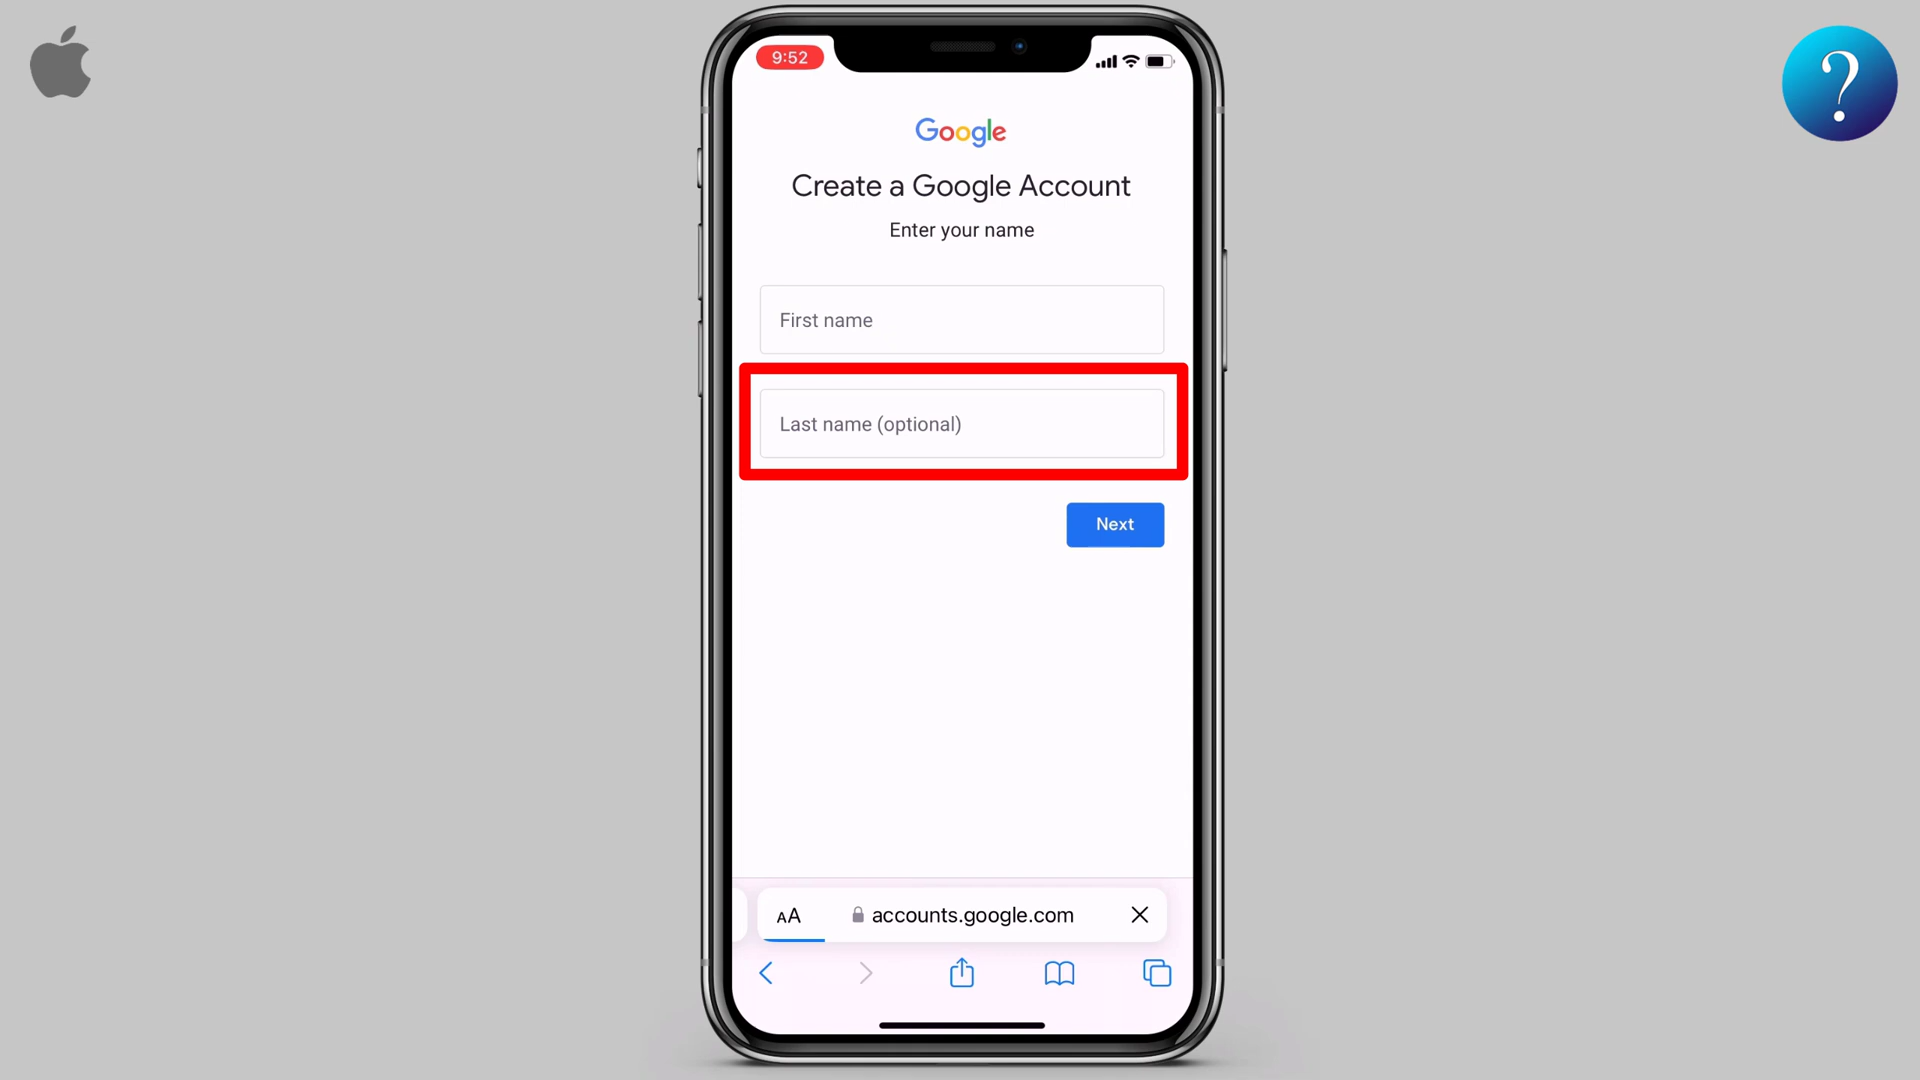 9:52
?
Google
Create a Google Account
Enter your name
First name
Last name (optional)
Next
AA
accounts.google.com